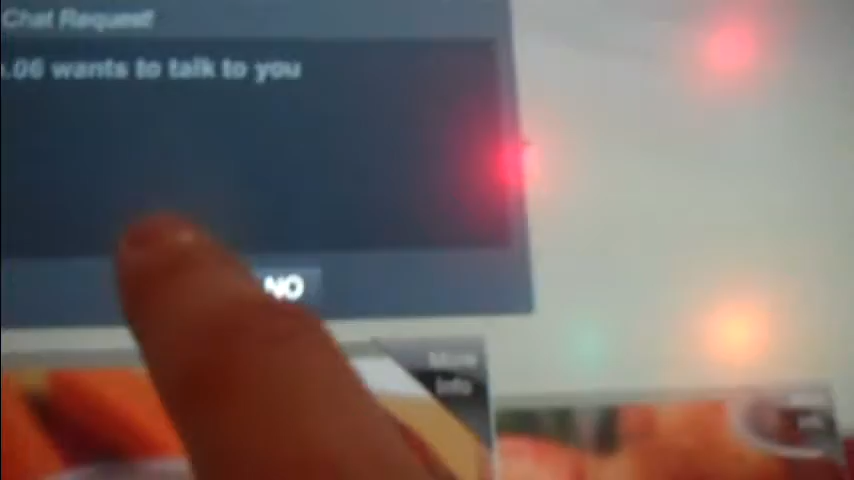 Chat Request!
.06 wants to talk to you
NO
More
Info